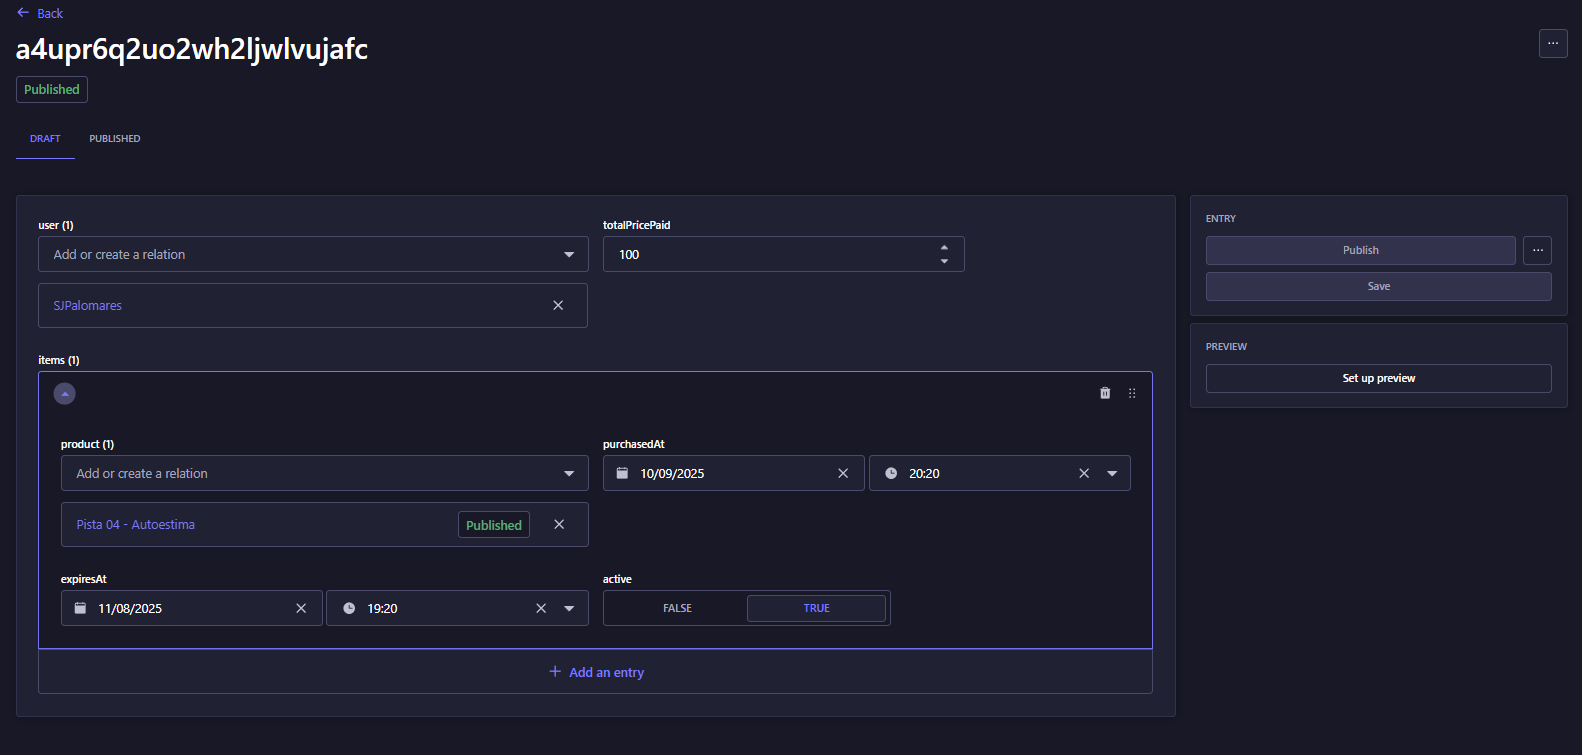 Back
a4upr6q2uo2wh2ljwlvujafc
Published
DRAFT PUBLISHED
user (1)
Add or create a relation
SJPalomares
totalPricePaid
100
items (1)
product (1)
Add or create a relation
Pista 04 - Autoestima Published
purchasedAt
10/09/2025 20:20
expiresAt
11/08/2025 19:20
active
FALSE TRUE
Add an entry
ENTRY
Publish
Save
PREVIEW
Set up preview